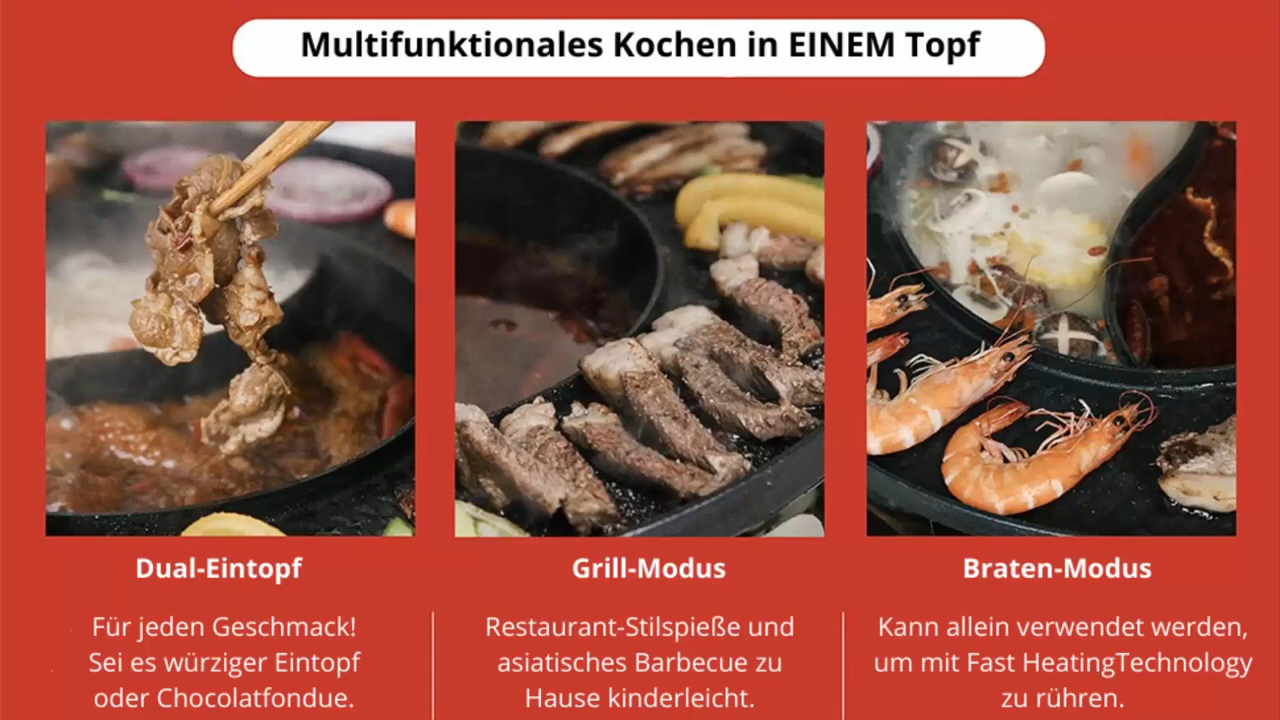 Multifunktionales Kochen in EINEM Topf
Dual-Eintopf
Für jeden Geschmack!
Sei es würziger Eintopf
oder Chocolatfondue.
Grill-Modus
Restaurant-Stilspieße und
asiatisches Barbecue zu
Hause kinderleicht.
Braten-Modus
Kann allein verwendet werden,
um mit Fast HeatingTechnology
zu rühren.